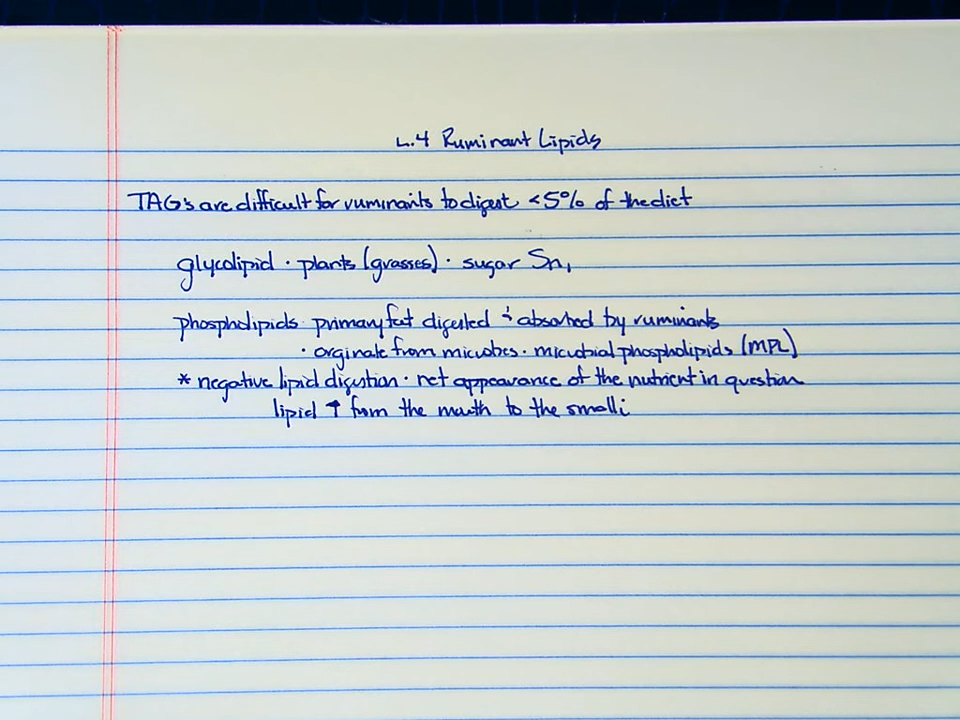 L.4 Ruminant Lipids
TAG's are difficult for ruminants to digest <5% of the diet
glycolipid · plants (grasses) · sugar Sn1
phospholipids · primary fat digested & absorbed by ruminants
· orginate from microbes · microbial phospholipids (MPL)
* negative lipid digestion · net appearance of the nutrient in question
lipid ↑ from the mouth to the small i